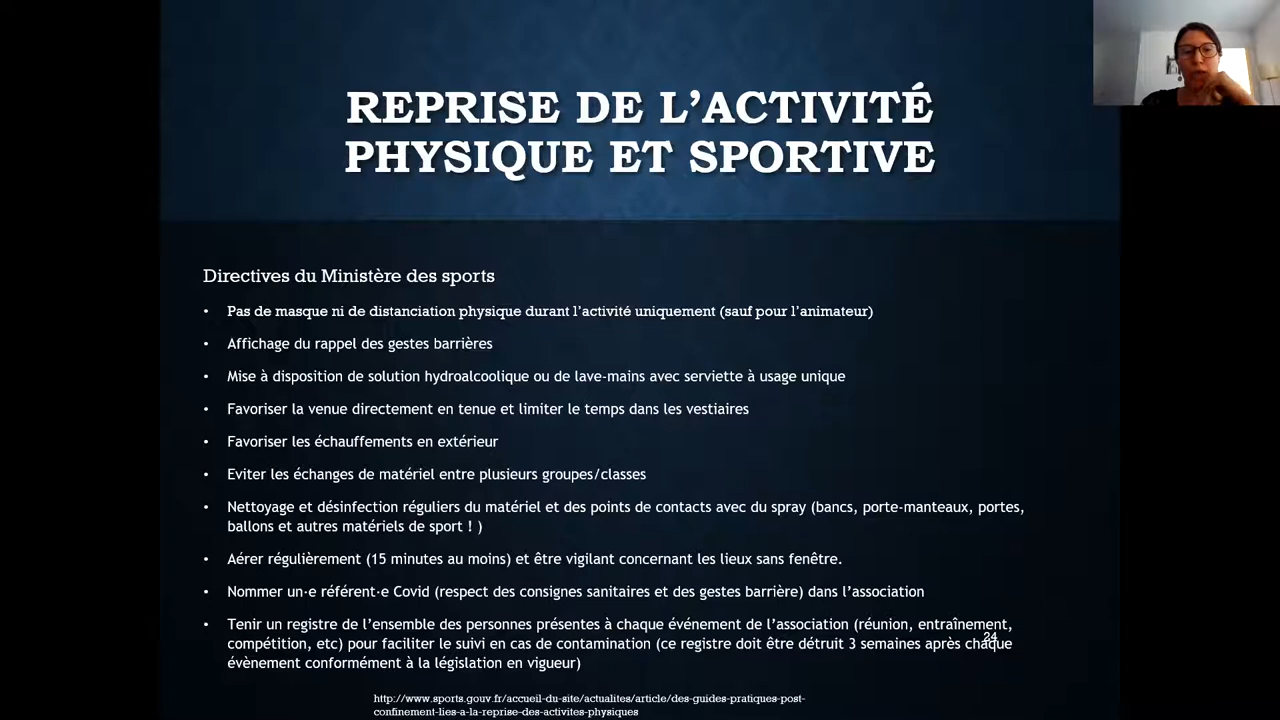 REPRISE DE L'ACTIVITÉ
PHYSIQUE ET SPORTIVE
Directives du Ministère des sports
• Pas de masque ni de distanciation physique durant l'activité uniquement (sauf pour l'animateur)
• Affichage du rappel des gestes barrières
• Mise à disposition de solution hydroalcoolique ou de lave-mains avec serviette à usage unique
• Favoriser la venue directement en tenue et limiter le temps dans les vestiaires
• Favoriser les échauffements en extérieur
• Eviter les échanges de matériel entre plusieurs groupes/classes
• Nettoyage et désinfection réguliers du matériel et des points de contacts avec du spray (bancs, porte-manteaux, portes,
ballons et autres matériels de sport ! )
• Aérer régulièrement (15 minutes au moins) et être vigilant concernant les lieux sans fenêtre.
• Nommer un·e référent·e Covid (respect des consignes sanitaires et des gestes barrière) dans l'association
• Tenir un registre de l'ensemble des personnes présentes à chaque événement de l'association (réunion, entraînement,
compétition, etc) pour faciliter le suivi en cas de contamination (ce registre doit être détruit 3 semaines après chaque
évènement conformément à la législation en vigueur)
24
http://www.sports.gouv.fr/accueil-du-site/actualites/article/des-guides-pratiques-post-
confinement-lies-a-la-reprise-des-activites-physiques